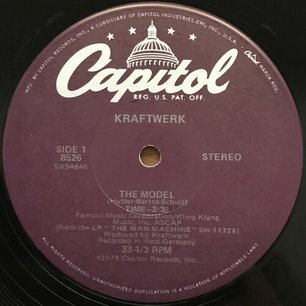 MFD. BY CAPITOL RECORDS, INC., A SUBSIDIARY OF CAPITOL INDUSTRIES-EMI, INC., U.S.A.
Capitol
MARCA REG.
Capitol
REG. U.S. PAT. OFF.
KRAFTWERK
SIDE 1
8526
SX94846
STEREO
THE MODEL
(Hutter-Bartos-Schult)
TIME-3:38
Famous Music Corporation/Kling Klang
Music, Inc.-ASCAP
(from the LP "THE MAN MACHINE" SW-11728)
Produced by Kraftwerk
Recorded in West Germany
33-1/3 RPM
©1978 Capitol Records, Inc.
ALL RIGHTS RESERVED. UNAUTHORIZED DUPLICATION IS A VIOLATION OF APPLICABLE LAWS.